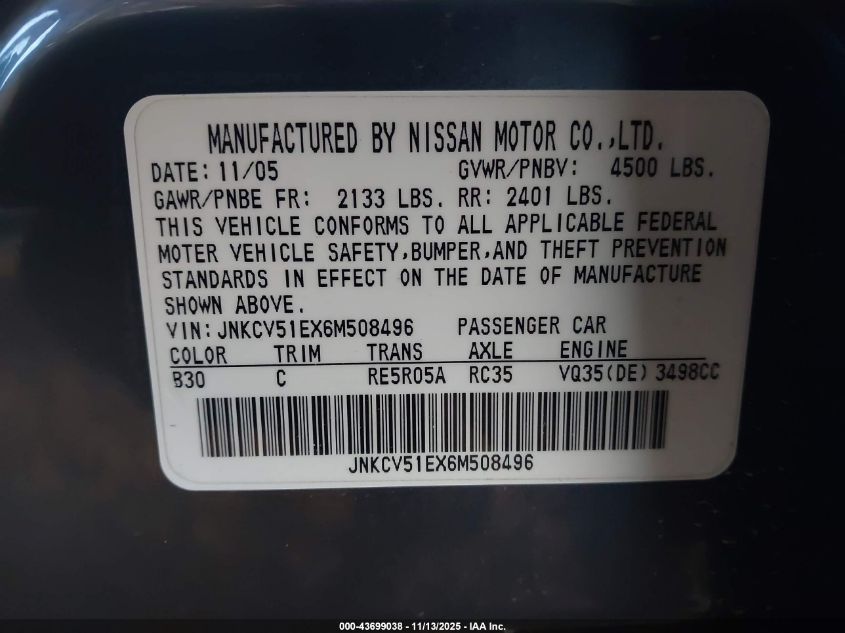 MANUFACTURED BY NISSAN MOTOR CO.,LTD.
DATE: 11/05 GVWR/PNBV: 4500 LBS.
GAWR/PNBE FR: 2133 LBS. RR: 2401 LBS.
THIS VEHICLE CONFORMS TO ALL APPLICABLE FEDERAL
MOTER VEHICLE SAFETY,BUMPER,AND THEFT PREVENTION
STANDARDS IN EFFECT ON THE DATE OF MANUFACTURE
SHOWN ABOVE.
VIN:JNKCV51EX6M508496 PASSENGER CAR
COLOR TRIM TRANS AXLE ENGINE
B30 C RE5R05A RC35 VQ35(DE) 3498CC
JNKCV51EX6M508496
000-43699038 - 11/13/2025 - IAA Inc.